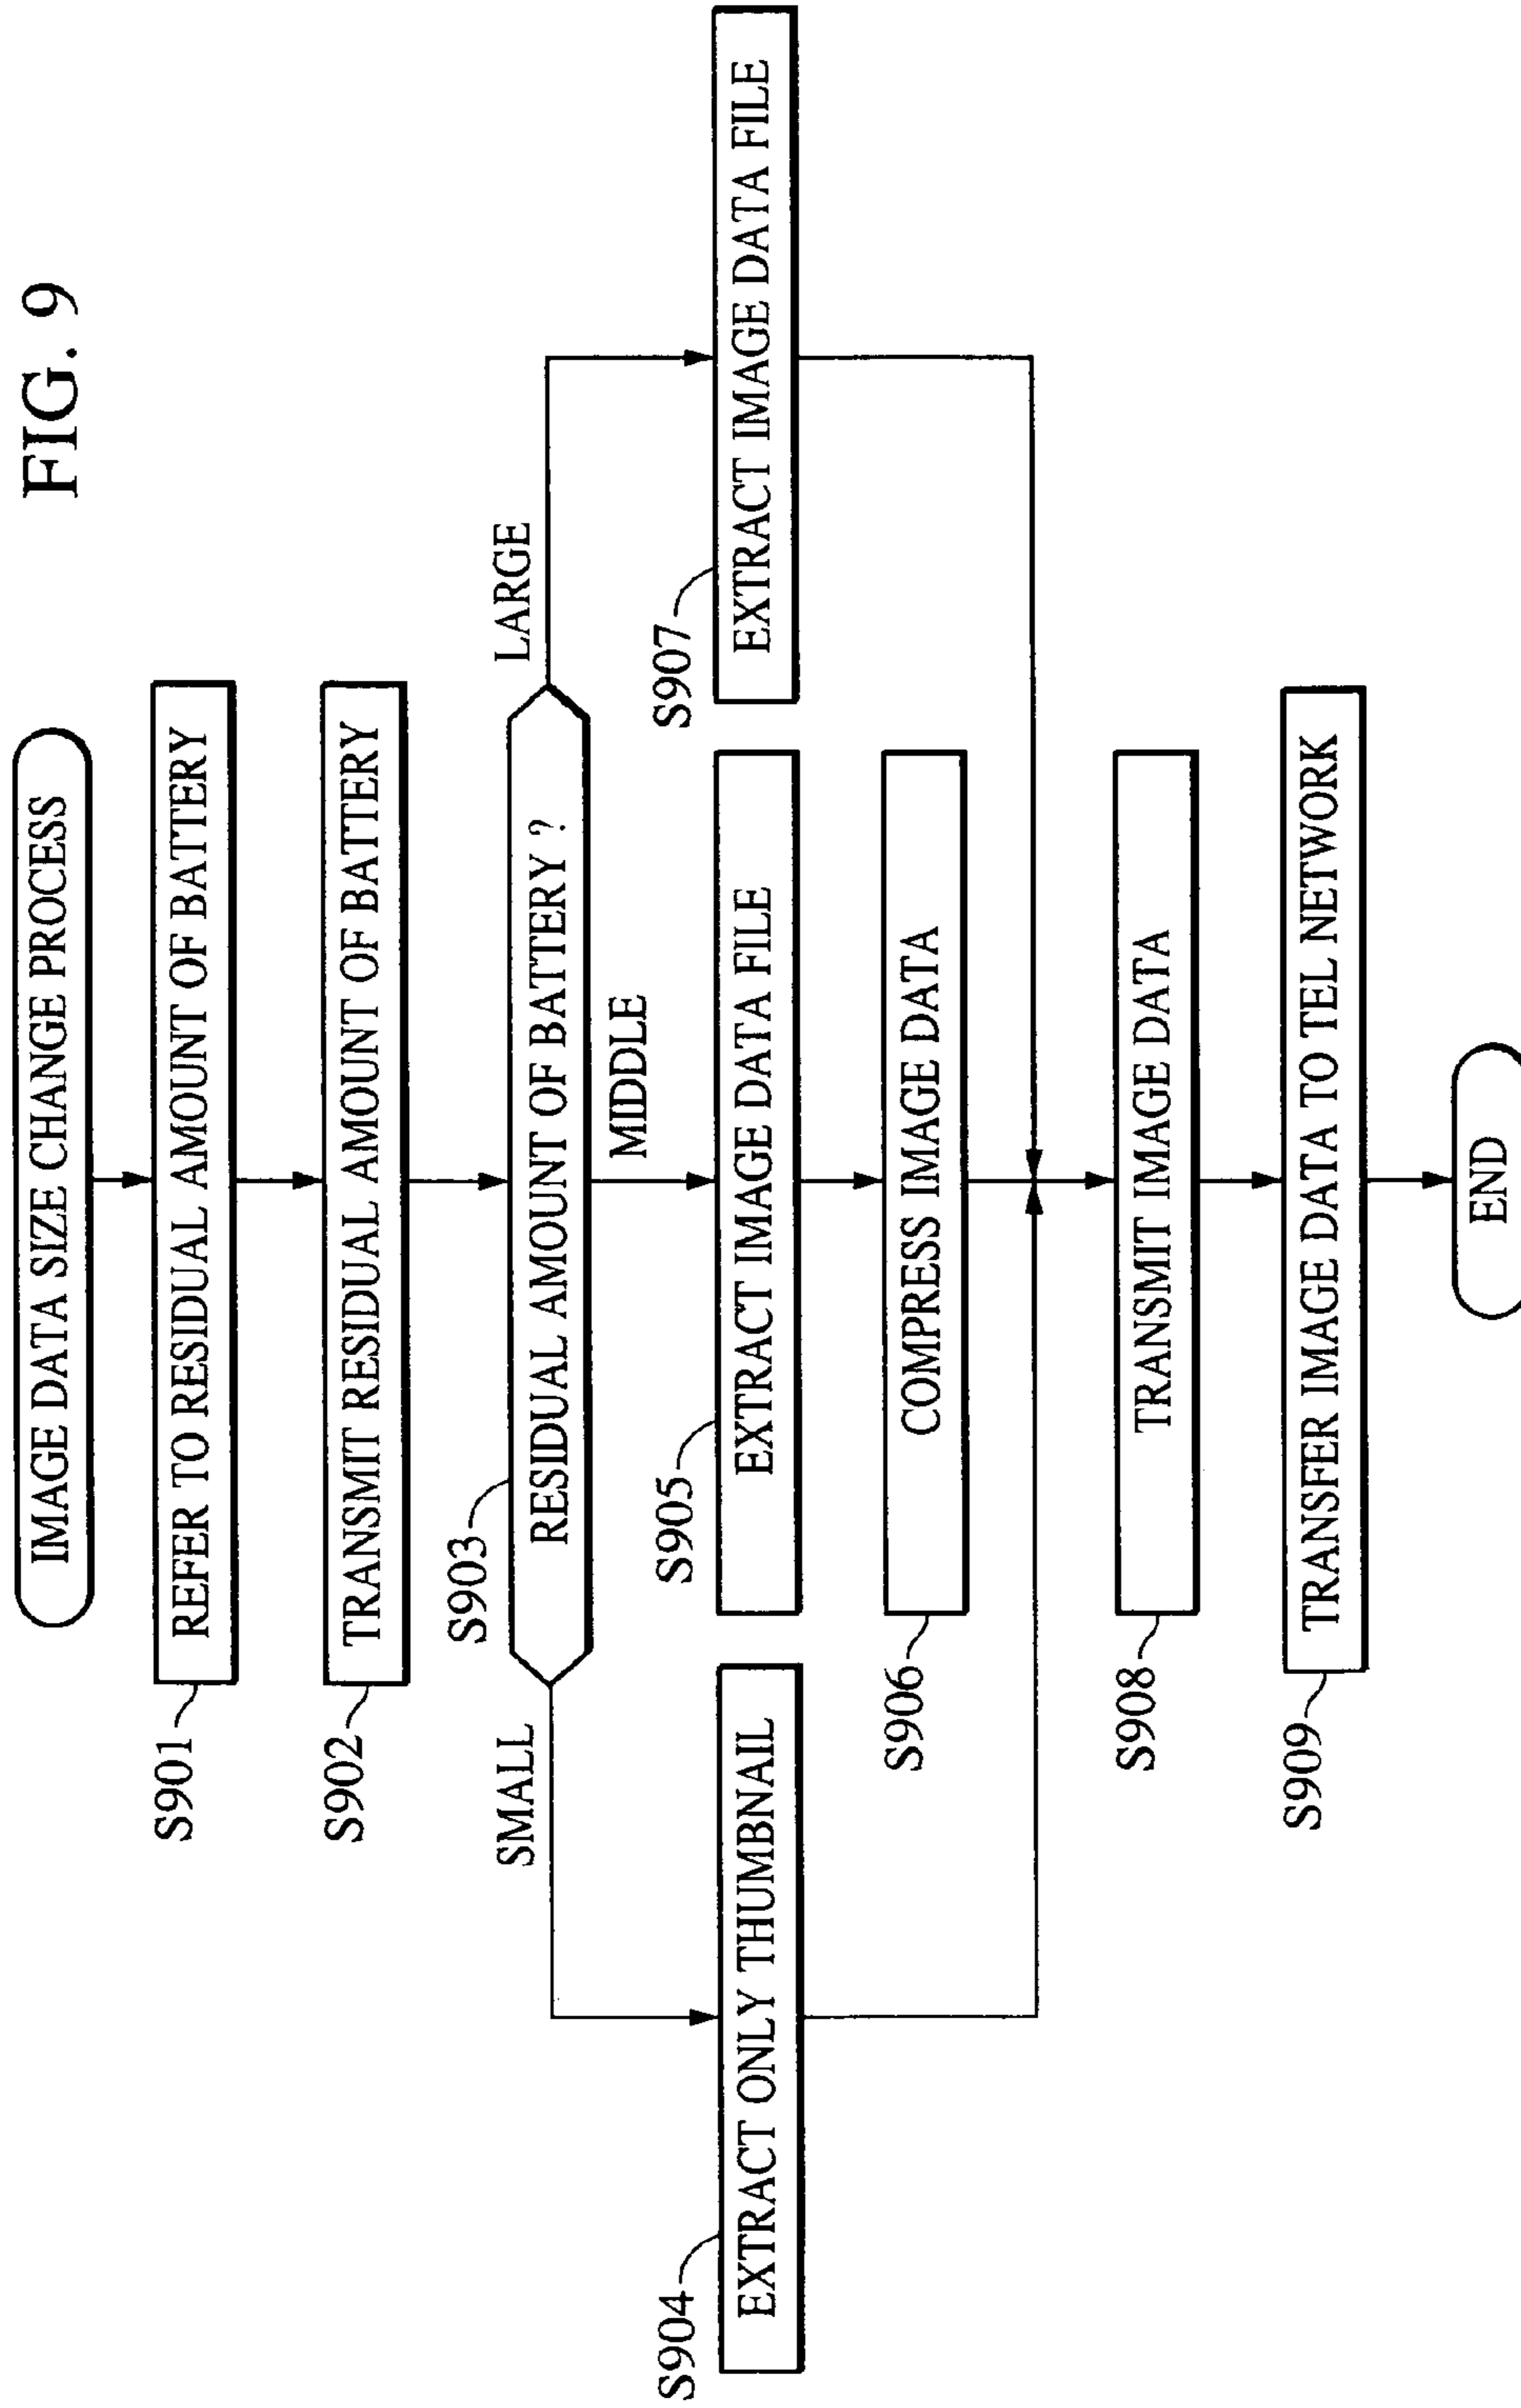 FIG. 9
IMAGE DATA SIZE CHANGE PROCESS
S901
REFER TO RESIDUAL AMOUNT OF BATTERY
S902
TRANSMIT RESIDUAL AMOUNT OF BATTERY
S903
RESIDUAL AMOUNT OF BATTERY ?
SMALL
MIDDLE
LARGE
S904
EXTRACT ONLY THUMBNAIL
S905
EXTRACT IMAGE DATA FILE
S907
EXTRACT IMAGE DATA FILE
S906
COMPRESS IMAGE DATA
S908
TRANSMIT IMAGE DATA
S909
TRANSFER IMAGE DATA TO TEL NETWORK
END